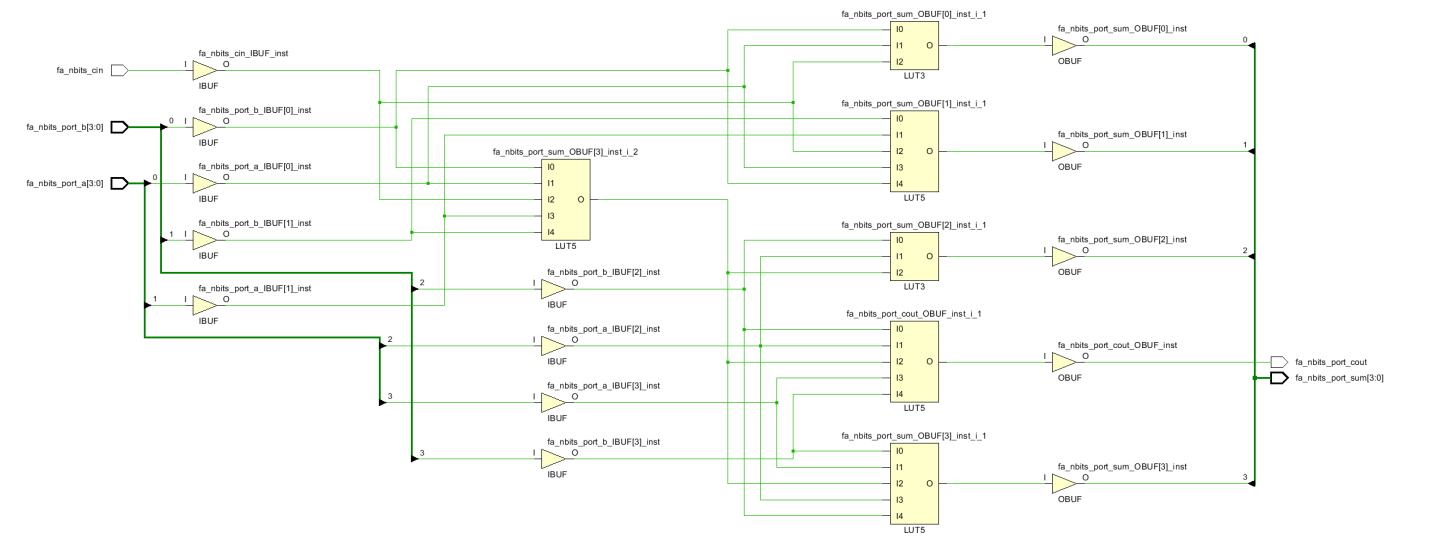 fa_nbits_port_sum_OBUF[0]_inst_i_1
I0
I1 O
I2
LUT3
fa_nbits_port_sum_OBUF[0]_inst
I O
OBUF
0
fa_nbits_cin
fa_nbits_cin_IBUF_inst
I O
IBUF
fa_nbits_port_b[3:0]
0
fa_nbits_port_b_IBUF[0]_inst
I O
IBUF
fa_nbits_port_sum_OBUF[1]_inst_i_1
I0
I1
I2 O
I3
I4
LUT5
fa_nbits_port_sum_OBUF[1]_inst
I O
OBUF
1
fa_nbits_port_a[3:0]
0
fa_nbits_port_a_IBUF[0]_inst
I O
IBUF
fa_nbits_port_sum_OBUF[3]_inst_i_2
I0
I1
I2 O
I3
I4
LUT5
1
fa_nbits_port_b_IBUF[1]_inst
I O
IBUF
fa_nbits_port_sum_OBUF[2]_inst_i_1
I0
I1 O
I2
LUT3
fa_nbits_port_sum_OBUF[2]_inst
I O
OBUF
2
1
fa_nbits_port_a_IBUF[1]_inst
I O
IBUF
2
fa_nbits_port_b_IBUF[2]_inst
I O
IBUF
2
fa_nbits_port_a_IBUF[2]_inst
I O
IBUF
fa_nbits_port_cout_OBUF_inst_i_1
I0
I1
I2 O
I3
I4
LUT5
fa_nbits_port_cout_OBUF_inst
I O
OBUF
fa_nbits_port_cout
fa_nbits_port_sum[3:0]
3
fa_nbits_port_a_IBUF[3]_inst
I O
IBUF
3
fa_nbits_port_b_IBUF[3]_inst
I O
IBUF
fa_nbits_port_sum_OBUF[3]_inst_i_1
I0
I1
I2 O
I3
I4
LUT5
fa_nbits_port_sum_OBUF[3]_inst
I O
OBUF
3